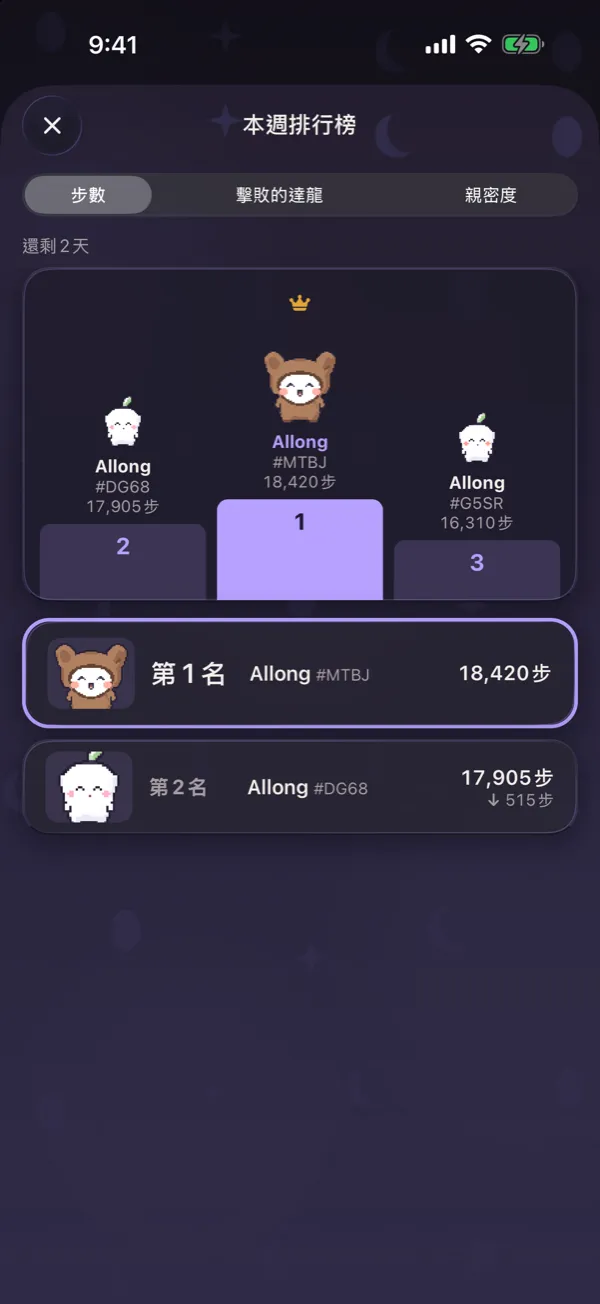 9:41
本週排行榜
步數 擊敗的達龍 親密度
還剩2天
Allong
#MTBJ
18,420步
Allong
#DG68
17,905步
Allong
#G5SR
16,310步
1
2
3
第1名 Allong #MTBJ 18,420步
第2名 Allong #DG68 17,905步
↓ 515步